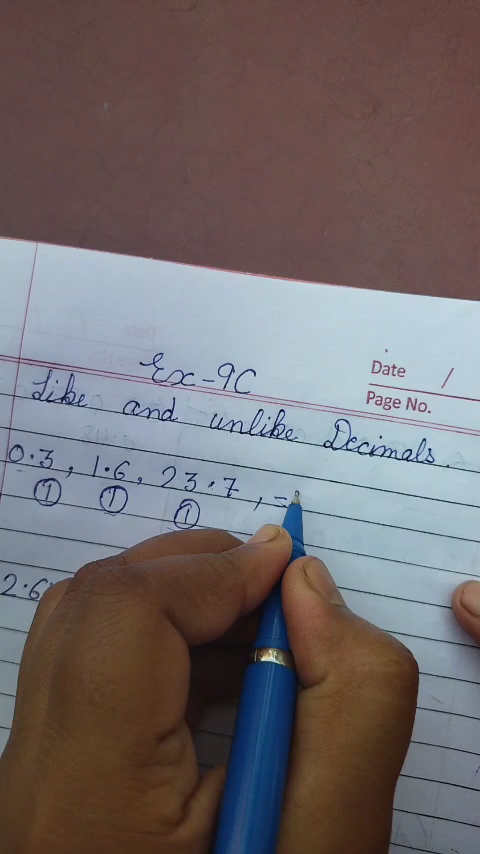 Ex-9C
Date /
Page No.
Like and unlike Decimals.
0.3, 1.6, 23.7, =
1 1 1
2.6